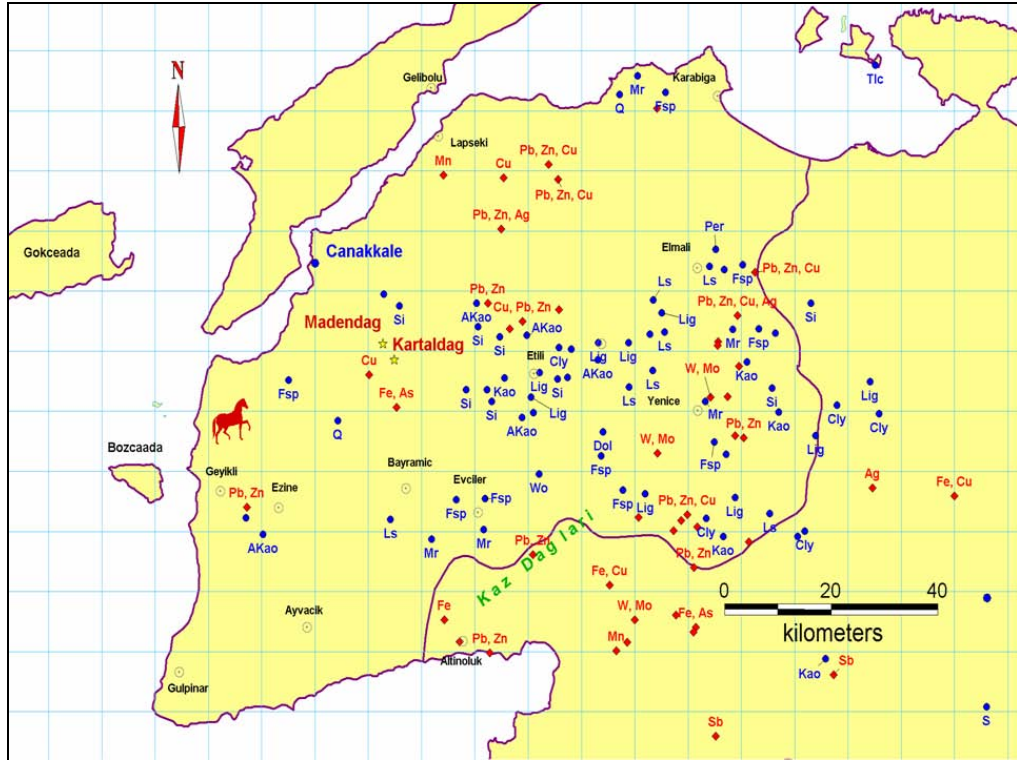 N
Gelibolu
Karabiga
Mr
Q
Fsp
Tlc
Lapseki
Mn
Cu
Pb, Zn, Cu
Pb, Zn, Cu
Pb, Zn, Ag
Gokceada
Canakkale
Per
Elmali
Ls
Fsp
Pb, Zn, Cu
Ls
Pb, Zn
AKao
Cu, Pb, Zn
Lig
Pb, Zn, Cu, Ag
Si
Madendag
Si
Kartaldag
Si
Si
AKao
Cly
Etili
Lig
Lig
Ls
Mr
Fsp
AKao
Cu
Fe, As
Fsp
Q
Si
Kao
Si
Lig
Si
Lig
AKao
Ls
Ls
W, Mo
Kao
Yenice
Mr
Si
Kao
Lig
Cly
Cly
Bozcaada
Geyikli
Ezine
Pb, Zn
AKao
Bayramic
Evciler
Fsp
Fsp
Wo
Dol
Fsp
W, Mo
Pb, Zn
Fsp
Lig
Ag
Fe, Cu
Ls
Mr
Mr
Fsp
Lig
Pb, Zn, Cu
Cly
Lig
Ls
Kao
Cly
Pb, Zn
Kaz Daglari
Pb, Zn
Fe, Cu
0 20 40
kilometers
Ayvacik
Fe
Pb, Zn
Altinoluk
W, Mo
Fe, As
Mn
Gulpinar
Kao
Sb
Sb
S